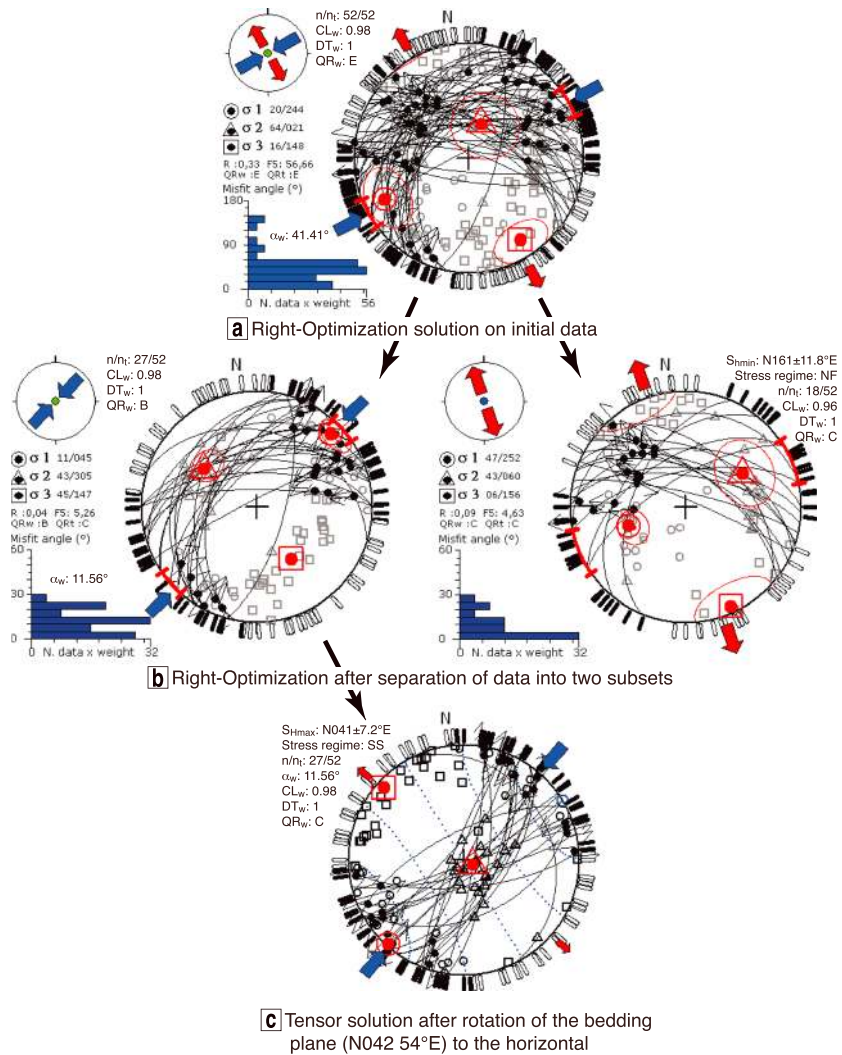 N
n/nt: 52/52
CLw: 0.98
DTw: 1
QRw: E
σ 1 20/244
σ 2 64/021
σ 3 16/148
R :0,33 F5: 56,66
QRw :E QRt :E
Misfit angle (°)
180
90
0
αw: 41.41°
0 N. data x weight 56
a Right-Optimization solution on initial data
N
n/nt: 27/52
CLw: 0.98
DTw: 1
QRw: B
σ 1 11/045
σ 2 43/305
σ 3 45/147
R :0,04 F5: 5,26
QRw :B QRt :C
Misfit angle (°)
60
30
0
αw: 11.56°
0 N. data x weight 32
N
Shmin: N161±11.8°E
Stress regime: NF
n/nt: 18/52
CLw: 0.96
DTw: 1
QRw: C
σ 1 47/252
σ 2 43/060
σ 3 06/156
R :0,09 F5: 4,63
QRw :C QRt :C
Misfit angle (°)
60
30
0
0 N. data x weight 32
b Right-Optimization after separation of data into two subsets
N
SHmax: N041±7.2°E
Stress regime: SS
n/nt: 27/52
αw: 11.56°
CLw: 0.98
DTw: 1
QRw: C
c Tensor solution after rotation of the bedding
plane (N042 54°E) to the horizontal